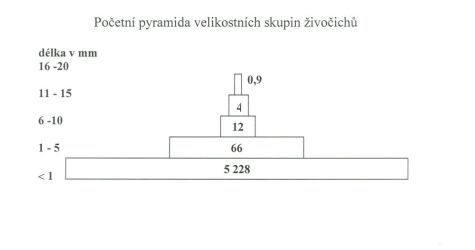 Početní pyramida velikostních skupin živočichů
délka v mm
16 -20
0,9
11 - 15
4
6 -10
12
1 - 5
66
< 1
5 228